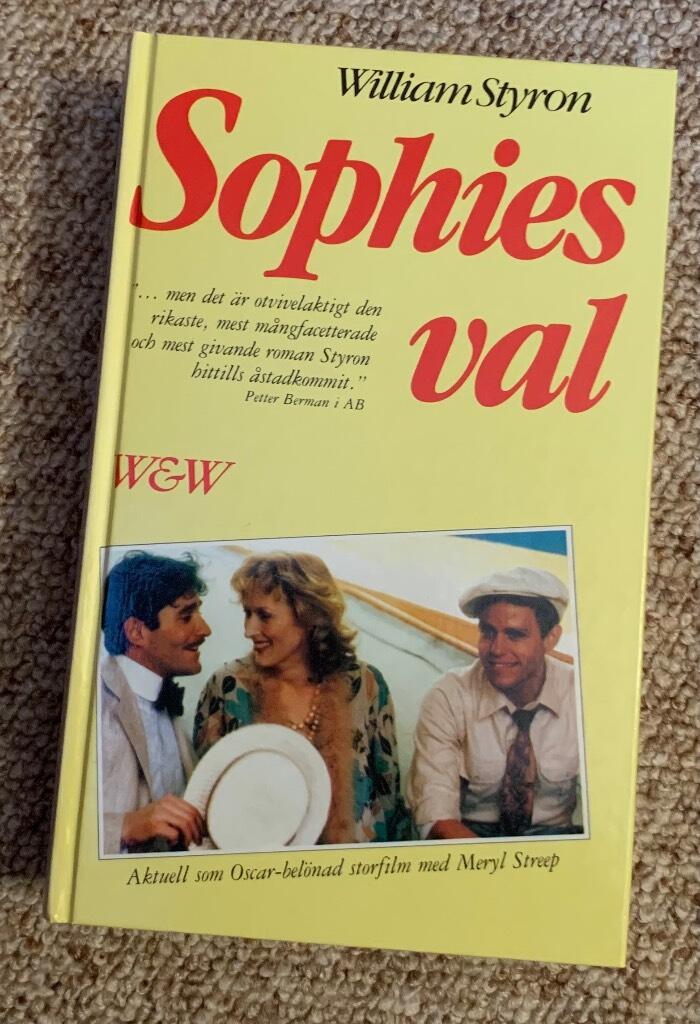 William Styron
Sophies
val
"... men det är otvivelaktigt den
rikaste, mest mångfacetterade
och mest givande roman Styron
hittills åstadkommit."
Petter Berman i AB
W&W
Aktuell som Oscar-belönad storfilm med Meryl Streep